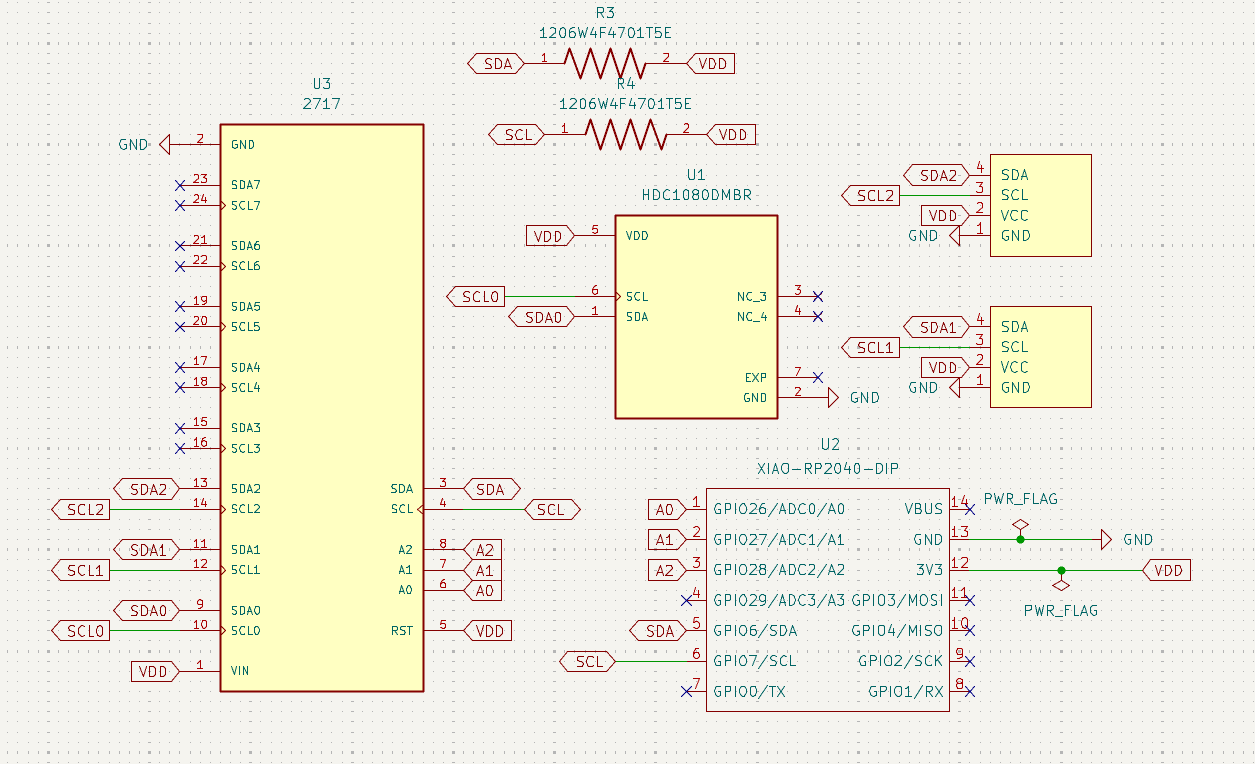 R3
1206W4F4701T5E
SDA 1 2 VDD
R4
1206W4F4701T5E
SCL 1 2 VDD
U3
2717
GND 2 GND
23 SDA7
24 SCL7
21 SDA6
22 SCL6
19 SDA5
20 SCL5
17 SDA4
18 SCL4
15 SDA3
16 SCL3
SDA2 13 SDA2
SCL2 14 SCL2
SDA1 11 SDA1
SCL1 12 SCL1
SDA0 9 SDA0
SCL0 10 SCL0
VDD 1 VIN
SDA 3 SDA
SCL 4 SCL
A2 8 A2
A1 7 A1
A0 6 A0
RST 5 VDD
U1
HDC1080DMBR
VDD 5 VDD
SCL0 6 SCL
SDA0 1 SDA
NC_3 3
NC_4 4
EXP 7
GND 2 GND
SDA2 4 SDA
SCL2 3 SCL
VDD 2 VCC
GND 1 GND
SDA1 4 SDA
SCL1 3 SCL
VDD 2 VCC
GND 1 GND
U2
XIAO-RP2040-DIP
A0 1 GPIO26/ADC0/A0
A1 2 GPIO27/ADC1/A1
A2 3 GPIO28/ADC2/A2
4 GPIO29/ADC3/A3
SDA 5 GPIO6/SDA
SCL 6 GPIO7/SCL
7 GPIO0/TX
VBUS 14
PWR_FLAG
GND 13 GND
3V3 12 VDD
PWR_FLAG
GPIO3/MOSI 11
GPIO4/MISO 10
GPIO2/SCK 9
GPIO1/RX 8